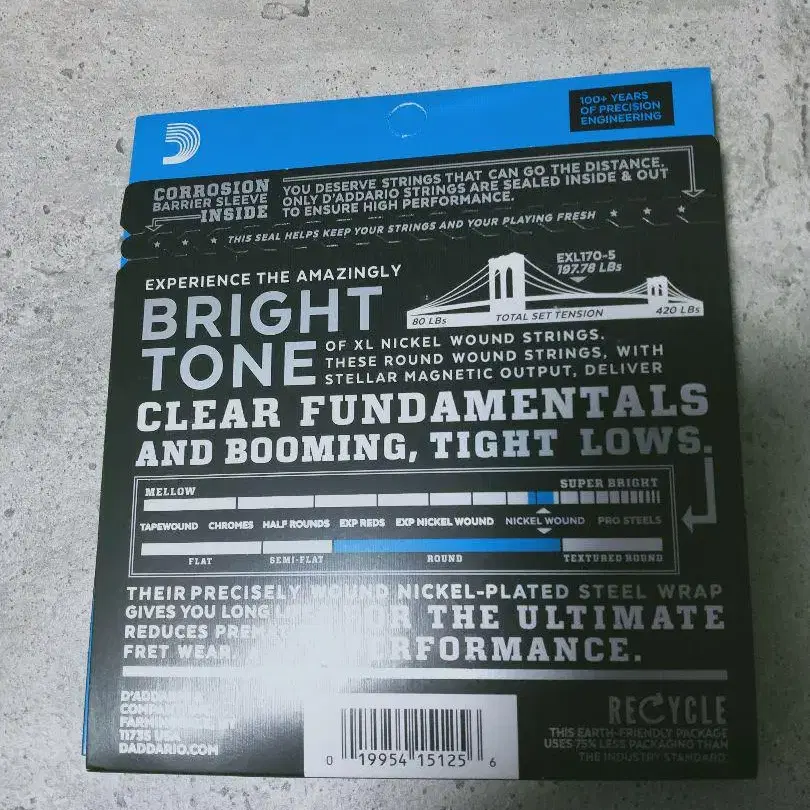 100+ YEARS
OF PRECISION
ENGINEERING
CORROSION
BARRIER SLEEVE
INSIDE
YOU DESERVE STRINGS THAT CAN GO THE DISTANCE.
ONLY D'ADDARIO STRINGS ARE SEALED INSIDE & OUT
TO ENSURE HIGH PERFORMANCE.
THIS SEAL HELPS KEEP YOUR STRINGS AND YOUR PLAYING FRESH
EXPERIENCE THE AMAZINGLY
BRIGHT
TONE
EXL170-5
197.78 LBs
80 LBs
TOTAL SET TENSION
420 LBs
OF XL NICKEL WOUND STRINGS.
THESE ROUND WOUND STRINGS, WITH
STELLAR MAGNETIC OUTPUT, DELIVER
CLEAR FUNDAMENTALS
AND BOOMING, TIGHT LOWS.
MELLOW
SUPER BRIGHT
TAPEWOUND CHROMES HALF ROUNDS EXP REDS EXP NICKEL WOUND NICKEL WOUND PRO STEELS
FLAT SEMI-FLAT ROUND TEXTURED ROUND
THEIR PRECISELY WOUND NICKEL-PLATED STEEL WRAP
GIVES YOU LONG
REDUCES
FRET WEAR
THE ULTIMATE
D'ADDARIO
11735 USA
DADDARIO.COM
0 19954 15125 6
RECYCLE
THIS EARTH-FRIENDLY PACKAGE
USES 75% LESS PACKAGING THAN
THE INDUSTRY STANDARD.